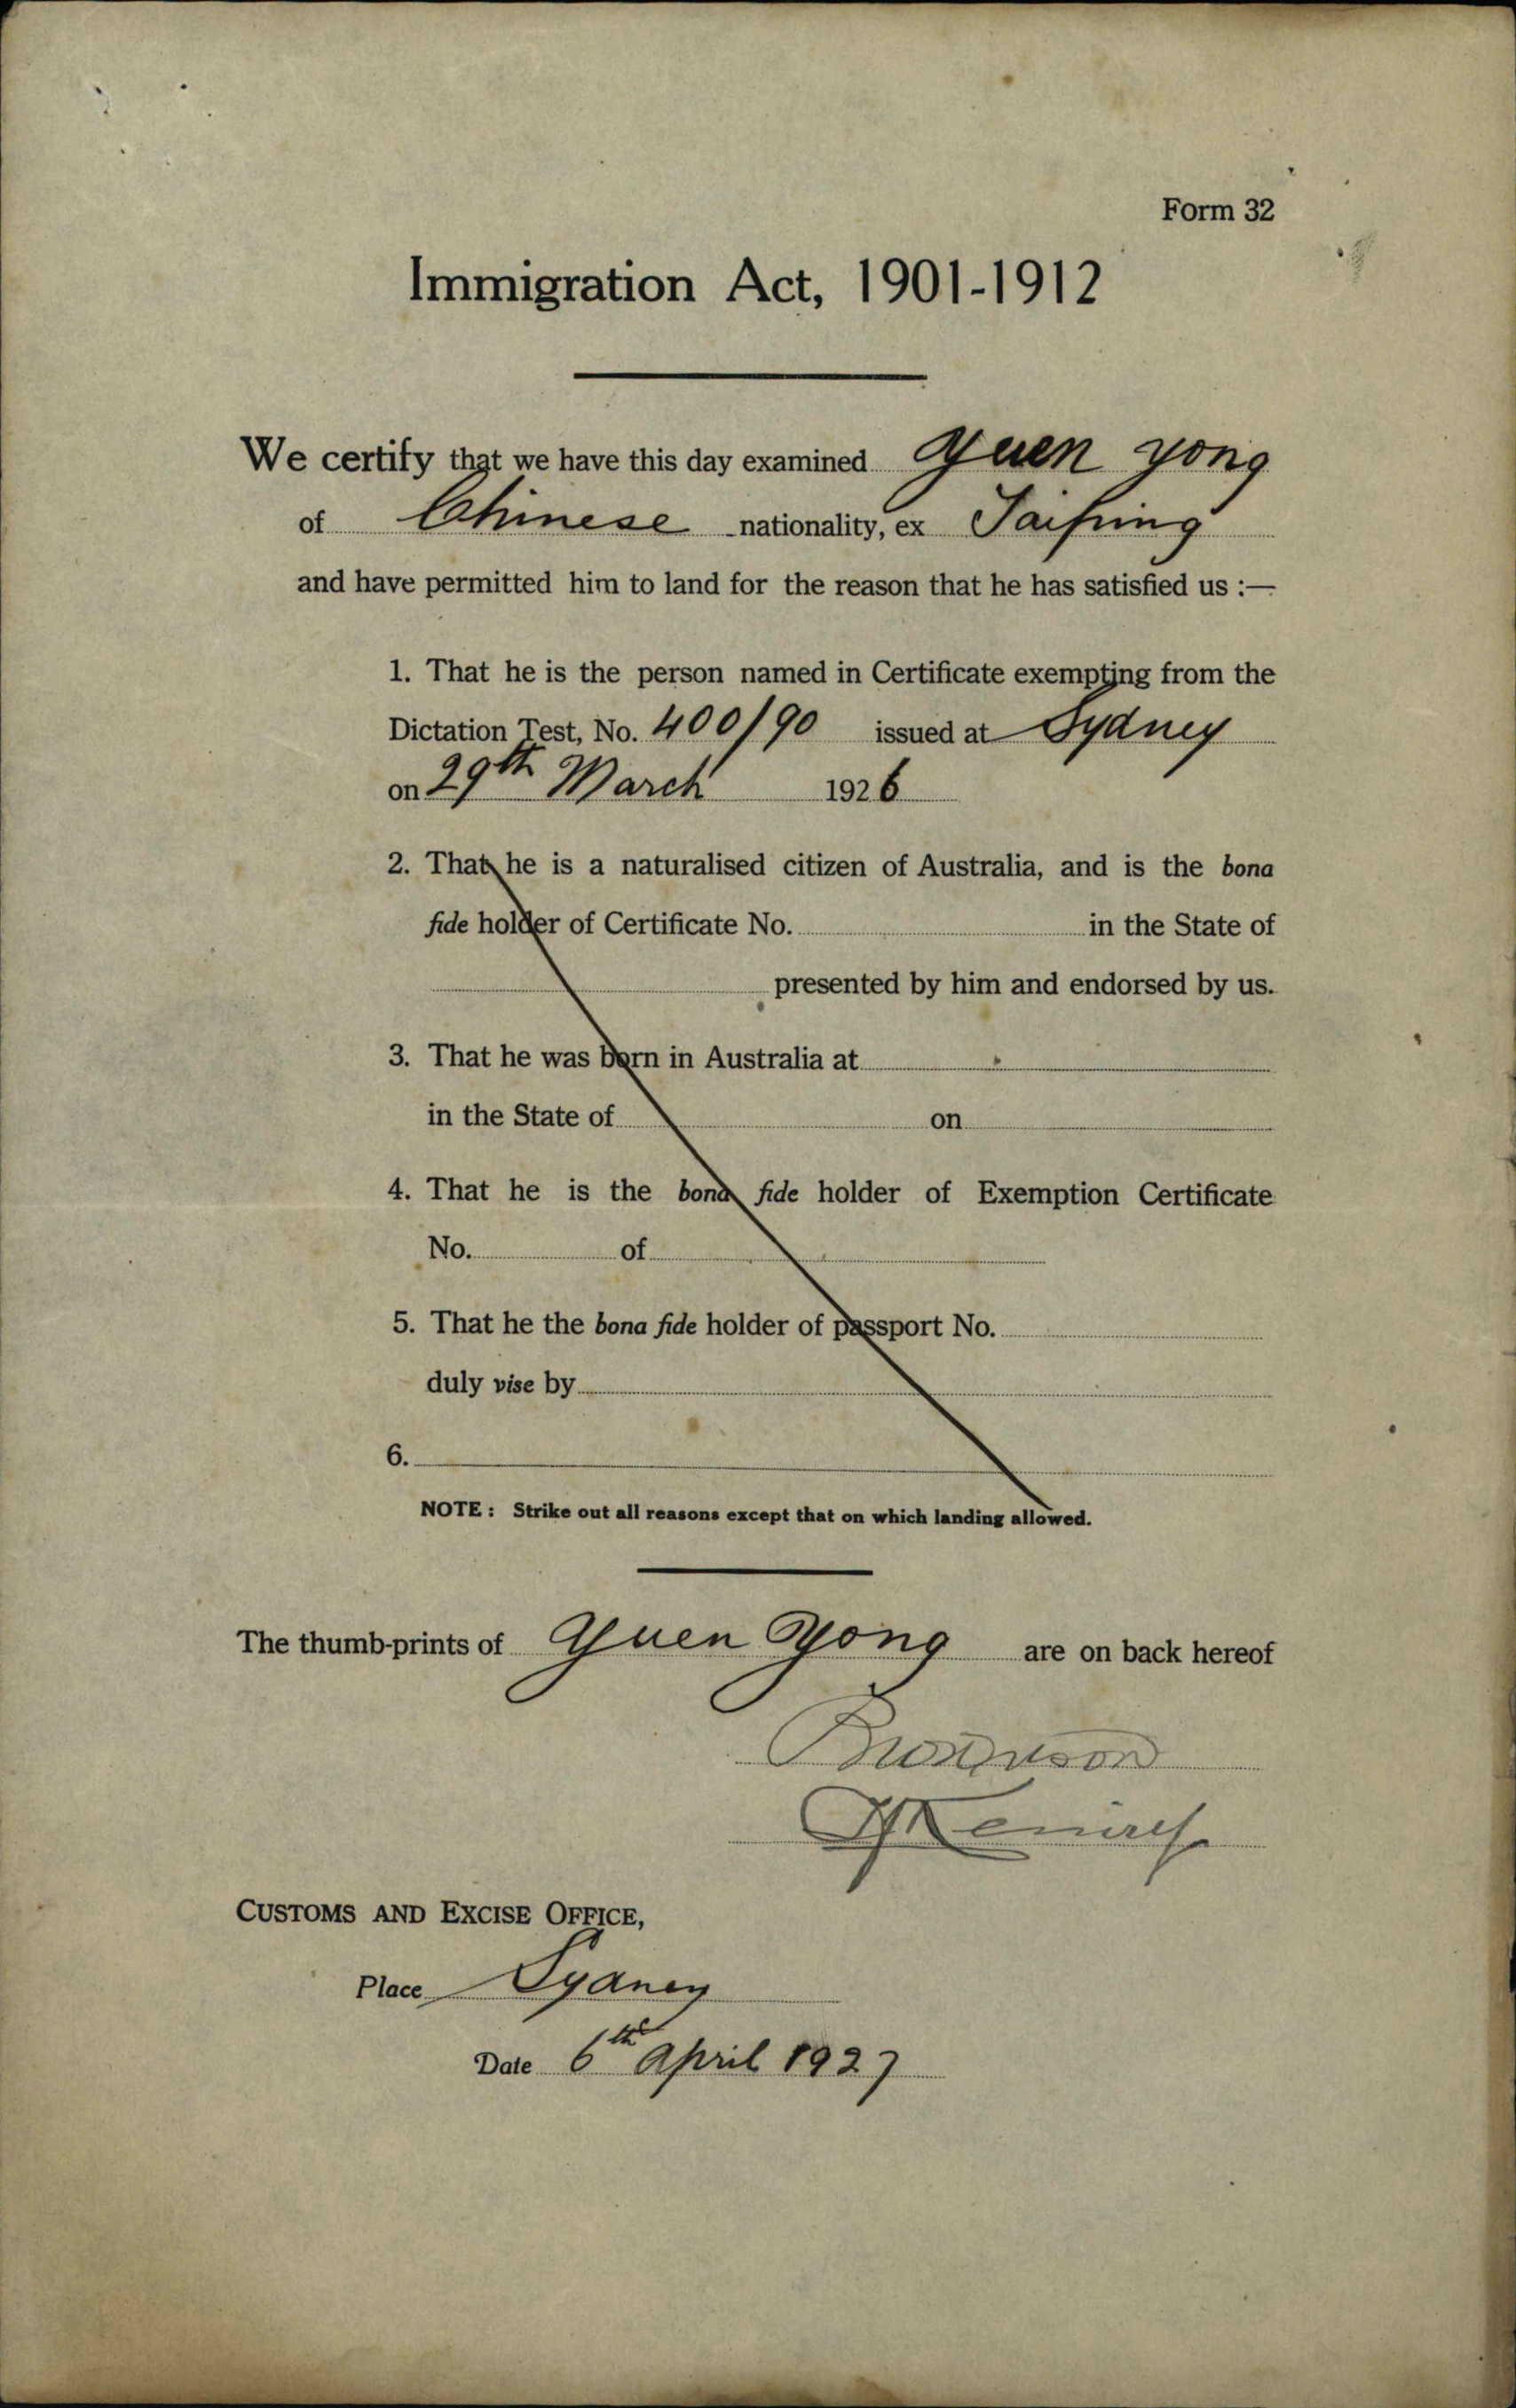 Form 32
Immigration Act, 1901-1912
We certify that we have this day examined Yuen Yong
of Chinese nationality, ex Taiping
and have permitted him to land for the reason that he has satisfied us :—
1. That he is the person named in Certificate exempting from the
Dictation Test, No. 400/90 issued at Sydney
on 29th March 1926
2. That he is a naturalised citizen of Australia, and is the bona
fide holder of Certificate No. in the State of
presented by him and endorsed by us.
3. That he was born in Australia at
in the State of on
4. That he is the bona fide holder of Exemption Certificate
No. of
5. That he the bona fide holder of passport No.
duly vise by
6.
NOTE : Strike out all reasons except that on which landing allowed.
The thumb-prints of Yuen Yong are on back hereof
CUSTOMS AND EXCISE OFFICE,
Place Sydney
Date 6th April 1927